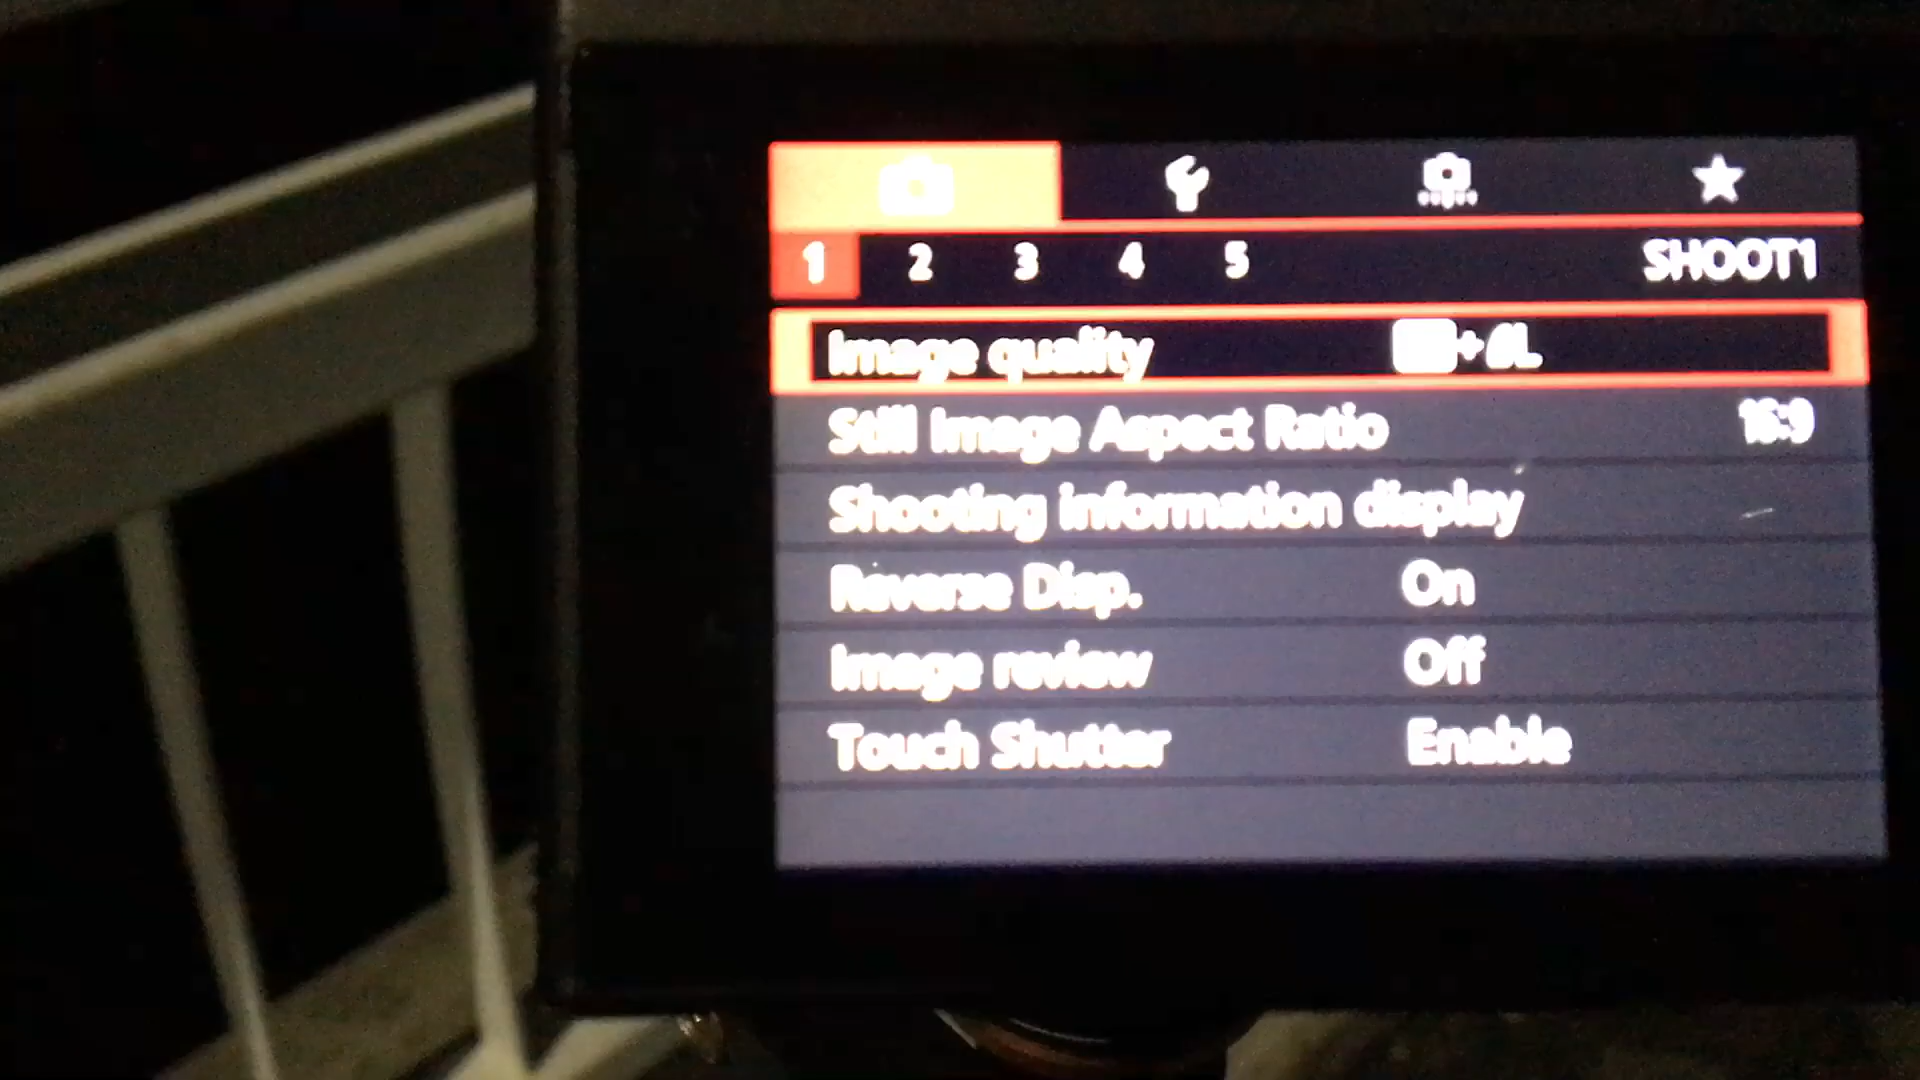 1 2 3 4 5 SHOOT1
Image quality +L
Still Image Aspect Ratio 16:9
Shooting information display
Reverse Disp. On
Image review Off
Touch Shutter Enable